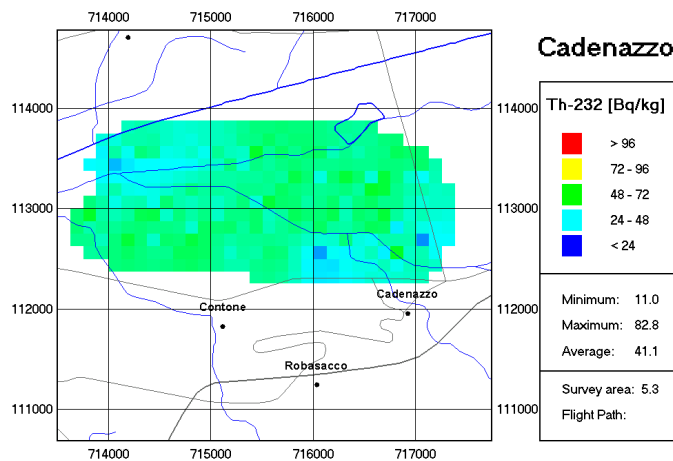 714000 715000 716000 717000
Cadenazzo
Th-232 [Bq/kg]
> 96
72 - 96
48 - 72
24 - 48
< 24
Minimum: 11.0
Maximum: 82.8
Average: 41.1
Survey area: 5.3
Flight Path:
114000 114000
113000 113000
112000 112000
Cadenazzo
Contone
Robasacco
111000 111000
714000 715000 716000 717000